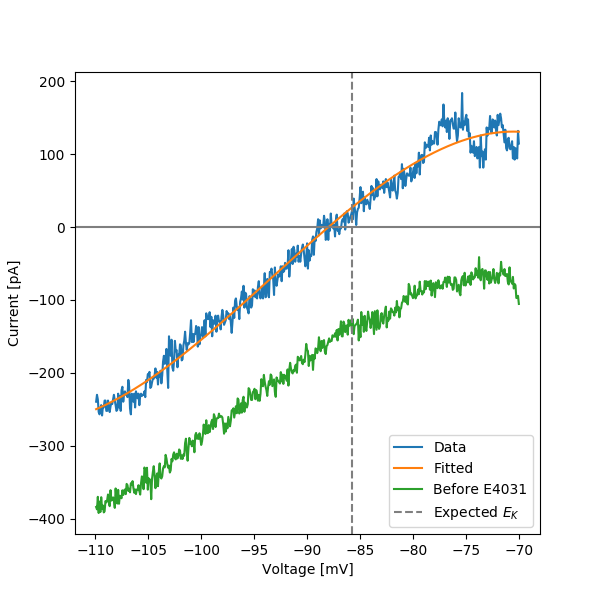 200
100
0
−100
−200
−300
−400
Current [pA]
−110 −105 −100 −95 −90 −85 −80 −75 −70
Voltage [mV]
Data
Fitted
Before E4031
Expected E_K